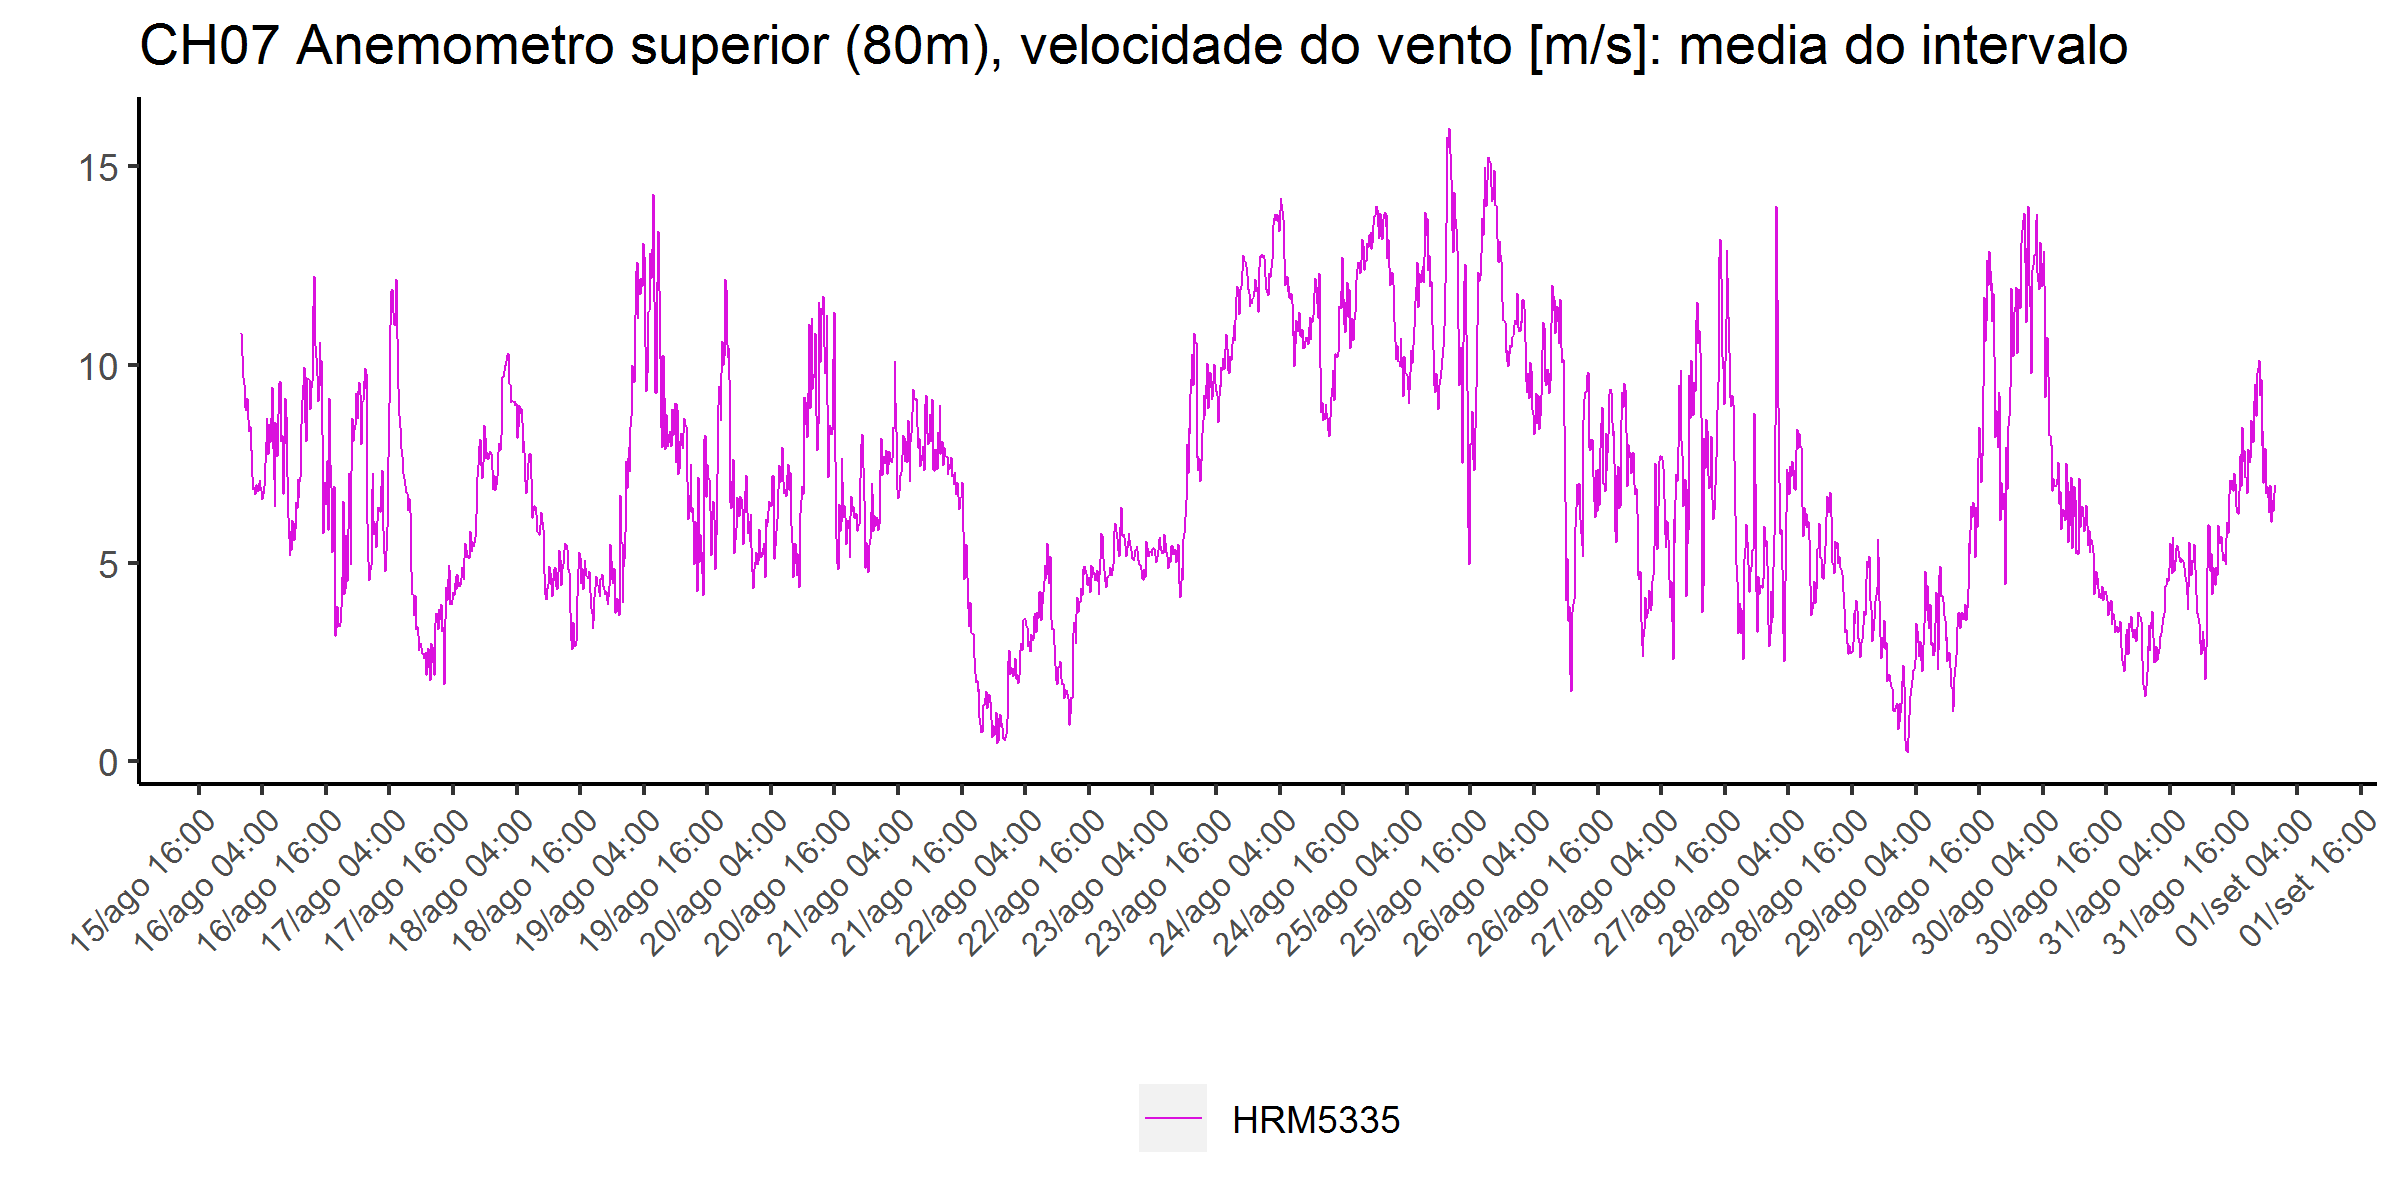 CH07 Anemometro superior (80m), velocidade do vento [m/s]: media do intervalo
15
10
5
0
15/ago 16:00
16/ago 04:00
16/ago 16:00
17/ago 04:00
17/ago 16:00
18/ago 04:00
18/ago 16:00
19/ago 04:00
19/ago 16:00
20/ago 04:00
20/ago 16:00
21/ago 04:00
21/ago 16:00
22/ago 04:00
22/ago 16:00
23/ago 04:00
23/ago 16:00
24/ago 04:00
24/ago 16:00
25/ago 04:00
25/ago 16:00
26/ago 04:00
26/ago 16:00
27/ago 04:00
27/ago 16:00
28/ago 04:00
28/ago 16:00
29/ago 04:00
29/ago 16:00
30/ago 04:00
30/ago 16:00
31/ago 04:00
31/ago 16:00
01/set 04:00
01/set 16:00
HRM5335